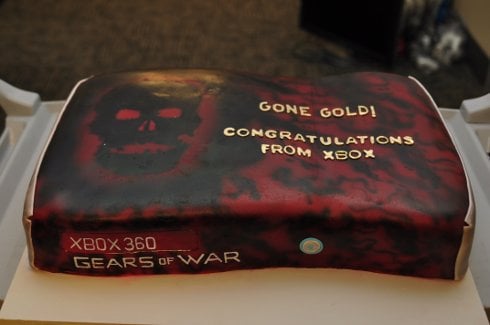 GONE GOLD!
CONGRATULATIONS
FROM XBOX
XBOX 360
GEARS OF WAR